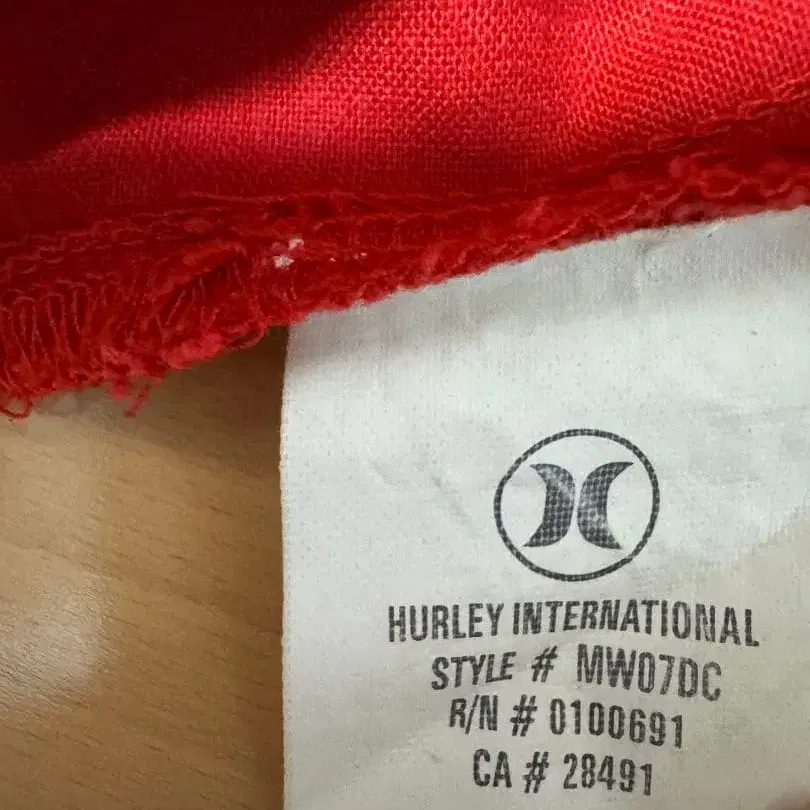 HURLEY INTERNATIONAL
STYLE # MW07DC
R/N # 0100691
CA # 28491